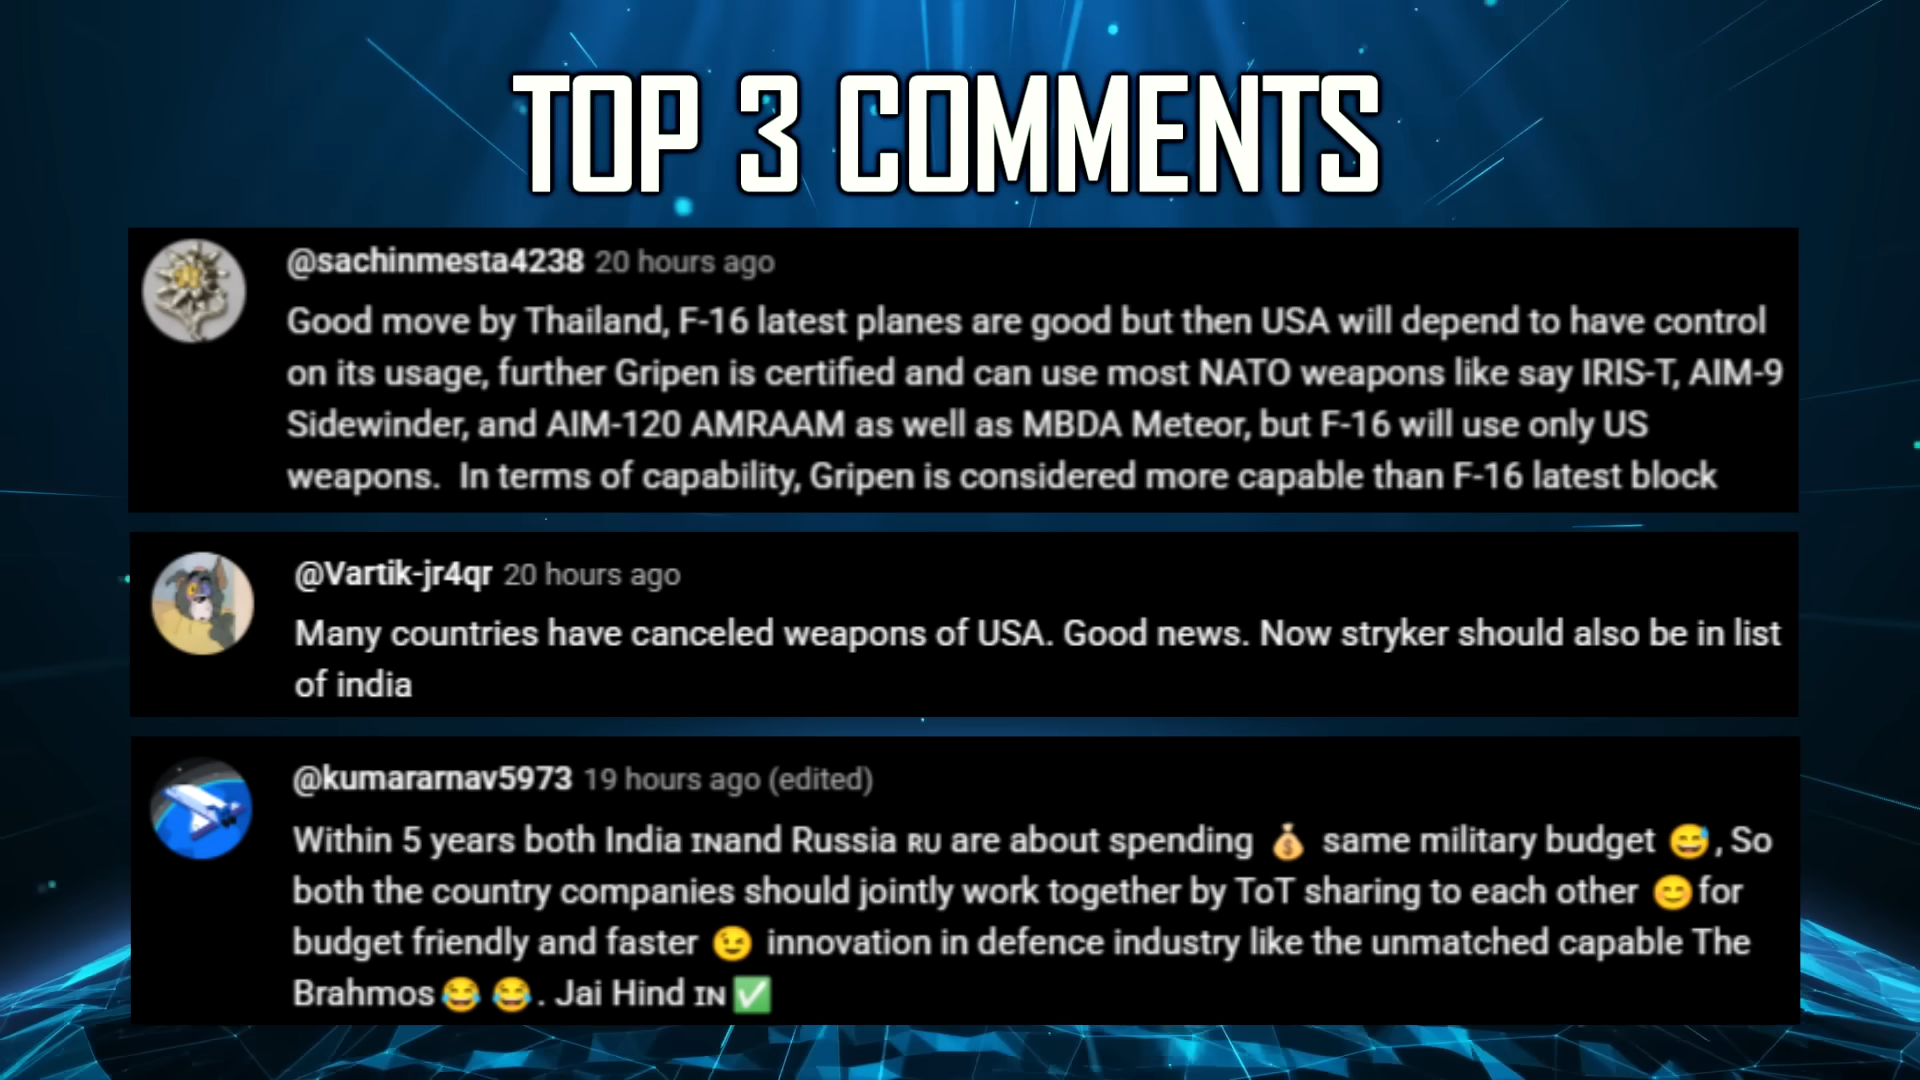 TOP 3 COMMENTS
@sachinmesta4238 20 hours ago
Good move by Thailand, F-16 latest planes are good but then USA will depend to have control
on its usage, further Gripen is certified and can use most NATO weapons like say IRIS-T, AIM-9
Sidewinder, and AIM-120 AMRAAM as well as MBDA Meteor, but F-16 will use only US
weapons.  In terms of capability, Gripen is considered more capable than F-16 latest block
@Vartik-jr4qr 20 hours ago
Many countries have canceled weapons of USA. Good news. Now stryker should also be in list
of india
@kumararnav5973 19 hours ago (edited)
Within 5 years both India ɪɴand Russia ʀᴜ are about spending 💰 same military budget 😅, So
both the country companies should jointly work together by ToT sharing to each other 😊for
budget friendly and faster 😉 innovation in defence industry like the unmatched capable The
Brahmos😂 😂. Jai Hind ɪɴ ✅